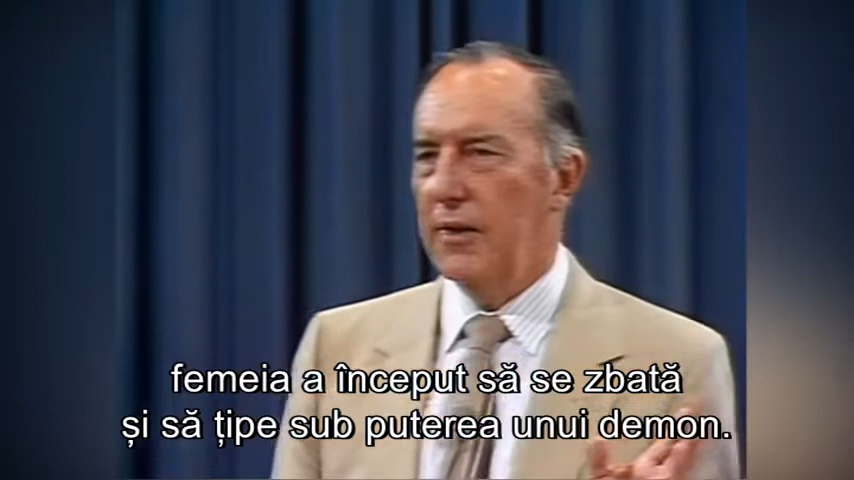 femeia a început să se zbată
și să țipe sub puterea unui demon.